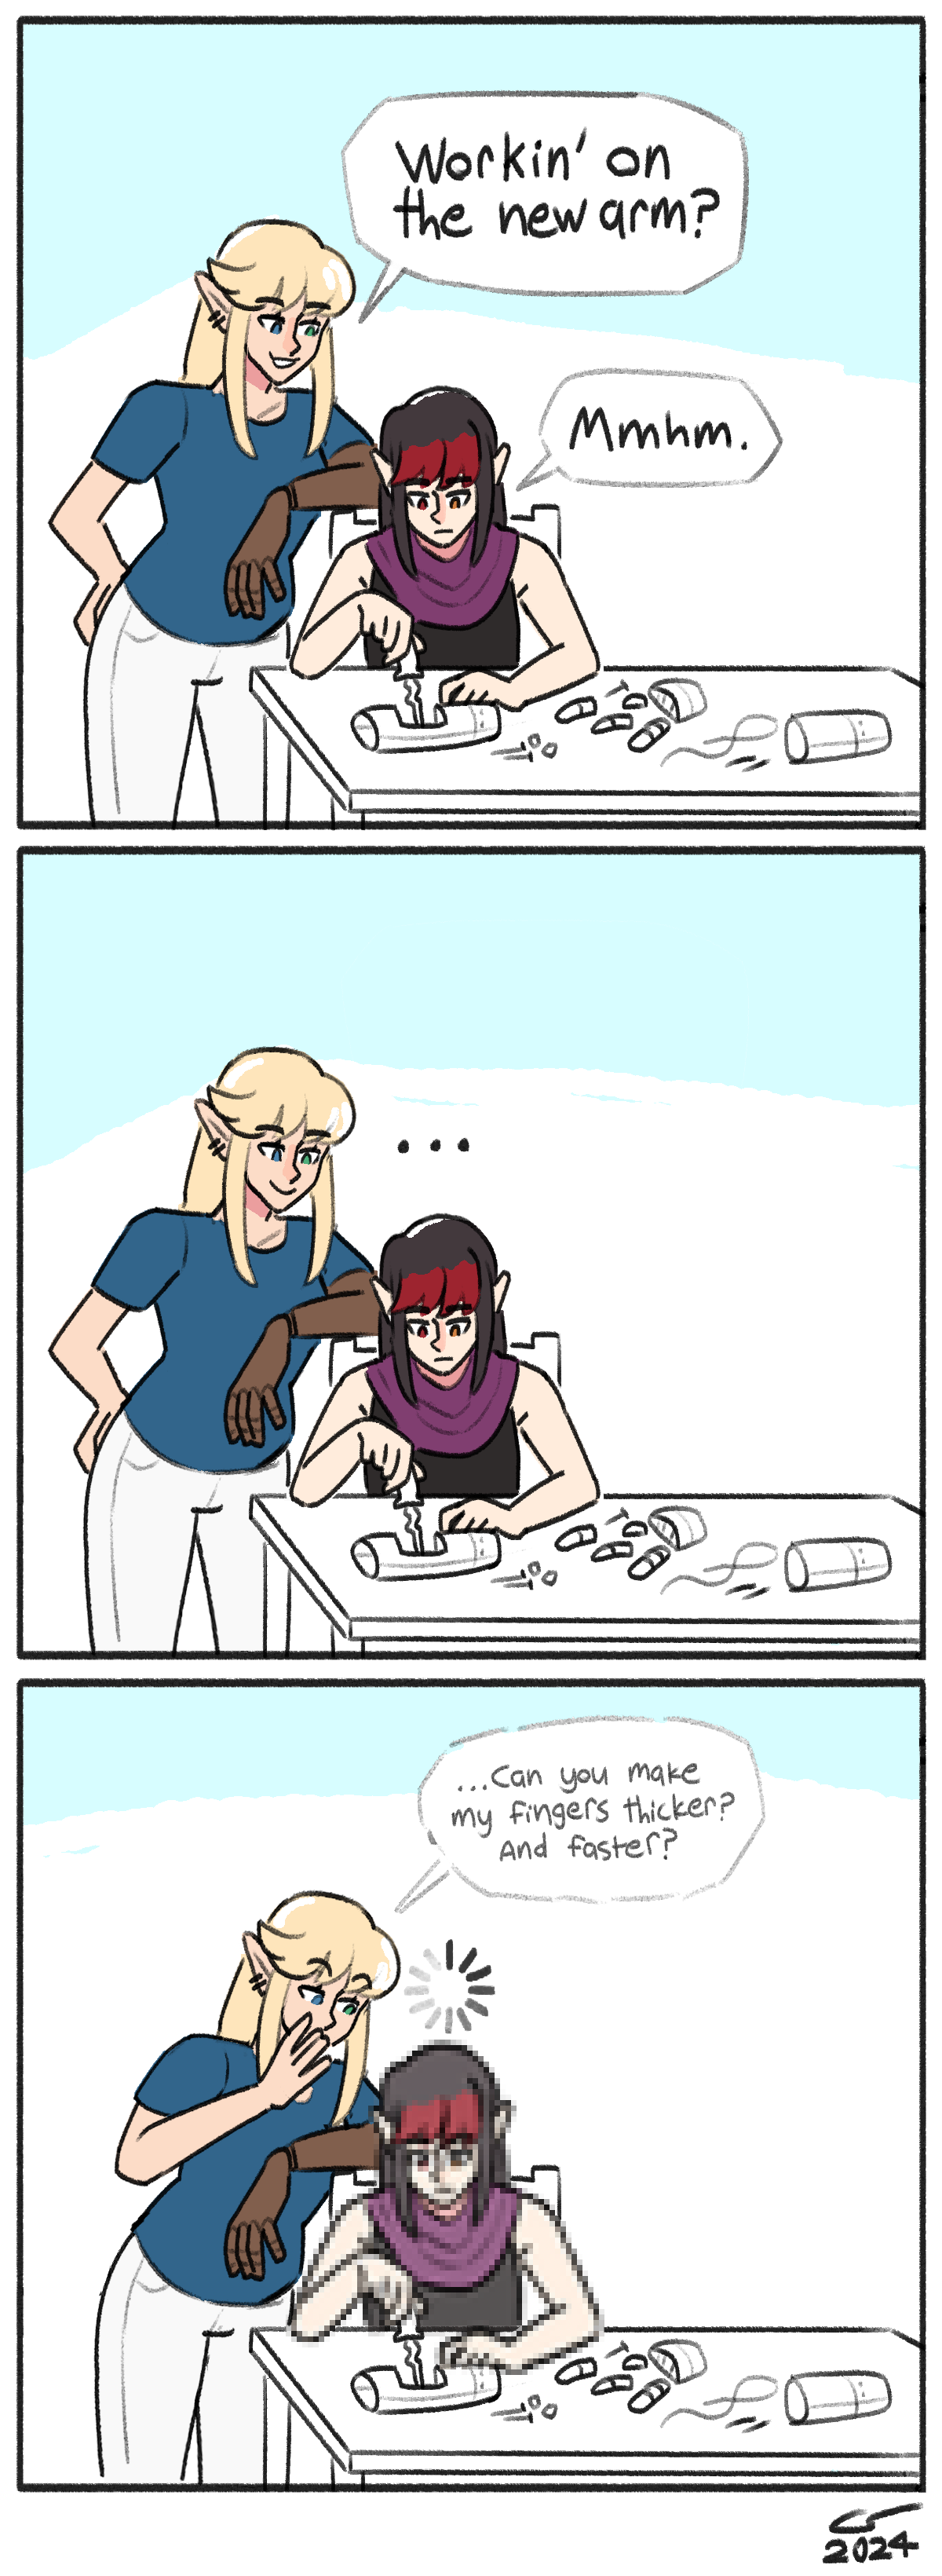 Workin' on
the new arm?
Mmhm.
...
...Can you make
my fingers thicker?
And faster?
2024